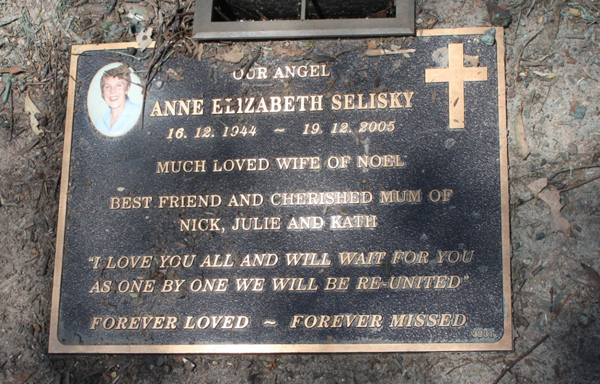 OUR ANGEL
ANNE ELIZABETH SELISKY
16. 12. 1944 ~ 19. 12. 2005
MUCH LOVED WIFE OF NOEL
BEST FRIEND AND CHERISHED MUM OF
NICK, JULIE AND KATH
"I LOVE YOU ALL AND WILL WAIT FOR YOU
AS ONE BY ONE WE WILL BE RE-UNITED"
FOREVER LOVED ~ FOREVER MISSED